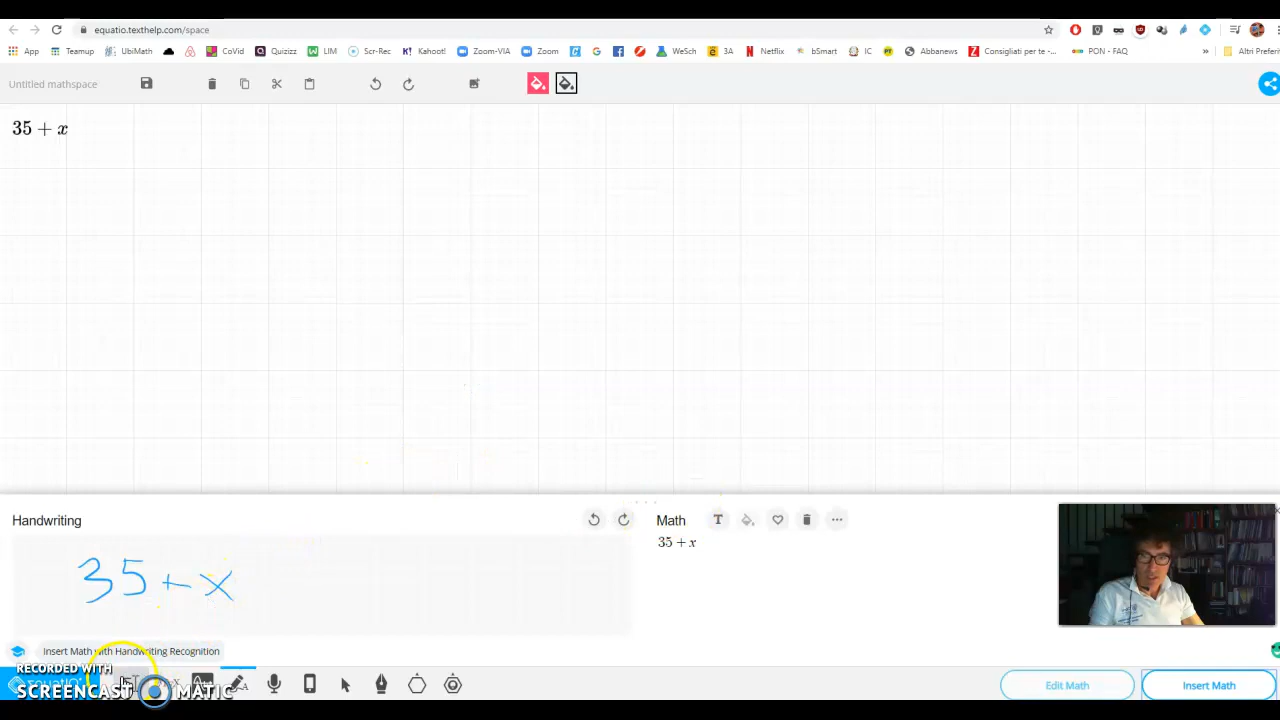 equatio.texthelp.com/space
App Teamup UbiMath CoVid Quizizz LIM Scr-Rec Kahoot! Zoom-VIA Zoom WeSch 3A Netflix bSmart IC Abbanews Consigliati per te -... PON - FAQ » Altri Prefer
Untitled mathspace
35 + x
Handwriting
Math
35 + x
35+x
Insert Math with Handwriting Recognition
RECORDED WITH
SCREENCAST MATIC
Edit Math
Insert Math